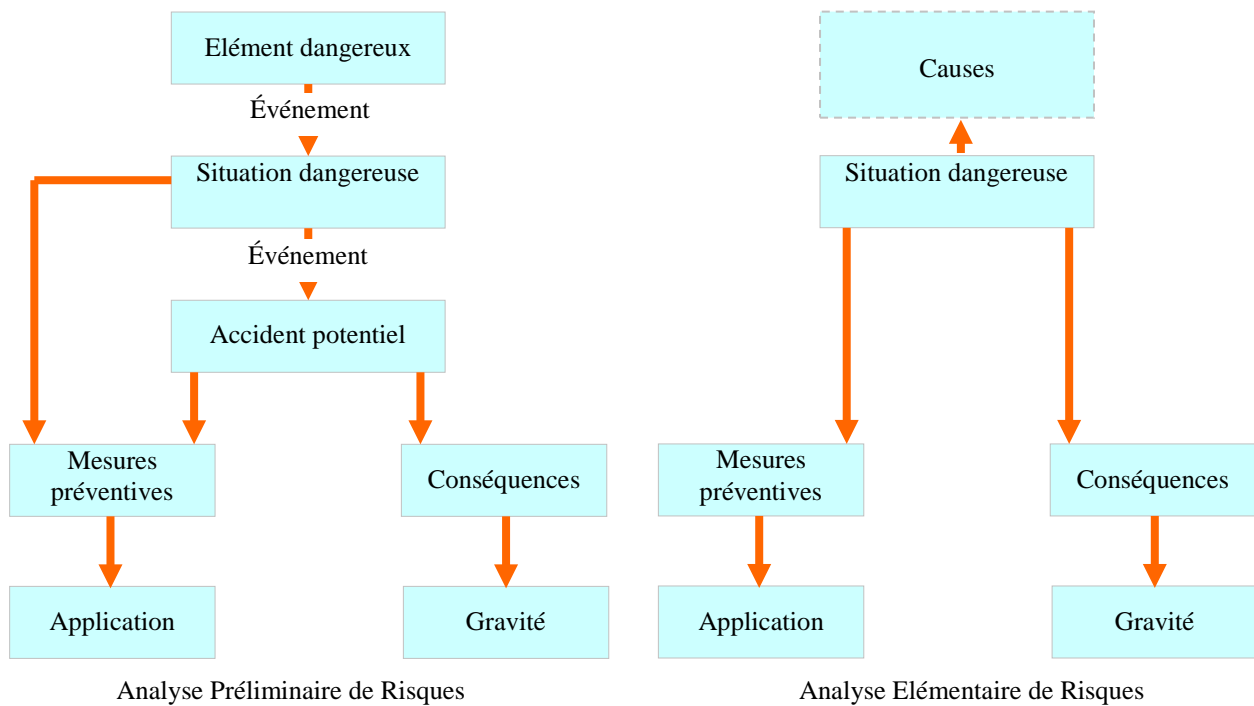 Elément dangereux
Événement
Situation dangereuse
Événement
Accident potentiel
Mesures
préventives
Conséquences
Application
Gravité
Analyse Préliminaire de Risques
Causes
Situation dangereuse
Mesures
préventives
Conséquences
Application
Gravité
Analyse Elémentaire de Risques